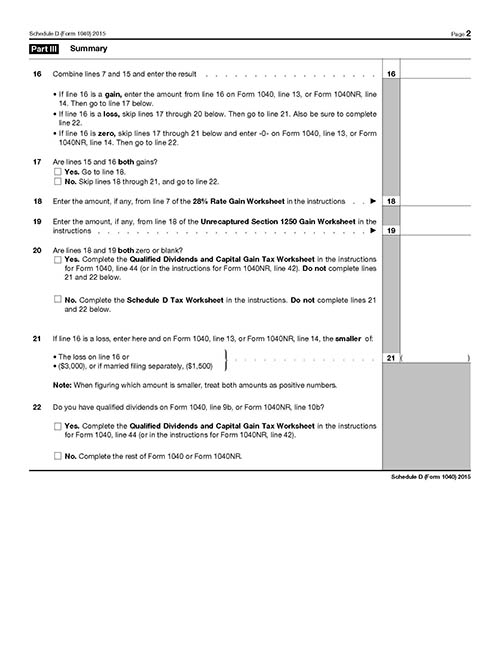 Schedule D (Form 1040) 2015 Page 2
Part III Summary
16 Combine lines 7 and 15 and enter the result . . . . . . . . . . . . . . . . . . 16
• If line 16 is a gain, enter the amount from line 16 on Form 1040, line 13, or Form 1040NR, line
14. Then go to line 17 below.
• If line 16 is a loss, skip lines 17 through 20 below. Then go to line 21. Also be sure to complete
line 22.
• If line 16 is zero, skip lines 17 through 21 below and enter -0- on Form 1040, line 13, or Form
1040NR, line 14. Then go to line 22.
17 Are lines 15 and 16 both gains?
Yes. Go to line 18.
No. Skip lines 18 through 21, and go to line 22.
18 Enter the amount, if any, from line 7 of the 28% Rate Gain Worksheet in the instructions . . ▶ 18
19 Enter the amount, if any, from line 18 of the Unrecaptured Section 1250 Gain Worksheet in the
instructions . . . . . . . . . . . . . . . . . . . . . . . . . . . ▶ 19
20 Are lines 18 and 19 both zero or blank?
Yes. Complete the Qualified Dividends and Capital Gain Tax Worksheet in the instructions
for Form 1040, line 44 (or in the instructions for Form 1040NR, line 42). Do not complete lines
21 and 22 below.
No. Complete the Schedule D Tax Worksheet in the instructions. Do not complete lines 21
and 22 below.
21 If line 16 is a loss, enter here and on Form 1040, line 13, or Form 1040NR, line 14, the smaller of:
• The loss on line 16 or
• ($3,000), or if married filing separately, ($1,500) } . . . . . . . . . . . . . . . 21 ( )
Note: When figuring which amount is smaller, treat both amounts as positive numbers.
22 Do you have qualified dividends on Form 1040, line 9b, or Form 1040NR, line 10b?
Yes. Complete the Qualified Dividends and Capital Gain Tax Worksheet in the instructions
for Form 1040, line 44 (or in the instructions for Form 1040NR, line 42).
No. Complete the rest of Form 1040 or Form 1040NR.
Schedule D (Form 1040) 2015